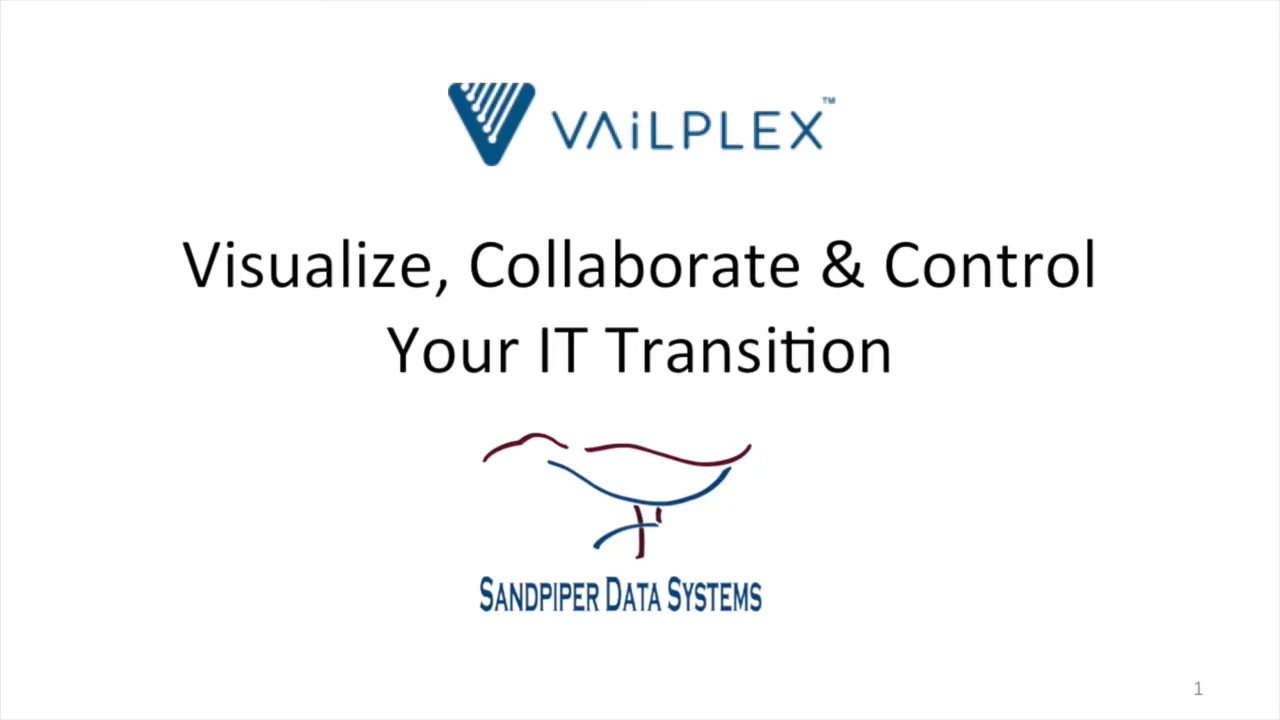 VAiLPLEX™
Visualize, Collaborate & Control
Your IT Transition
SANDPIPER DATA SYSTEMS
1